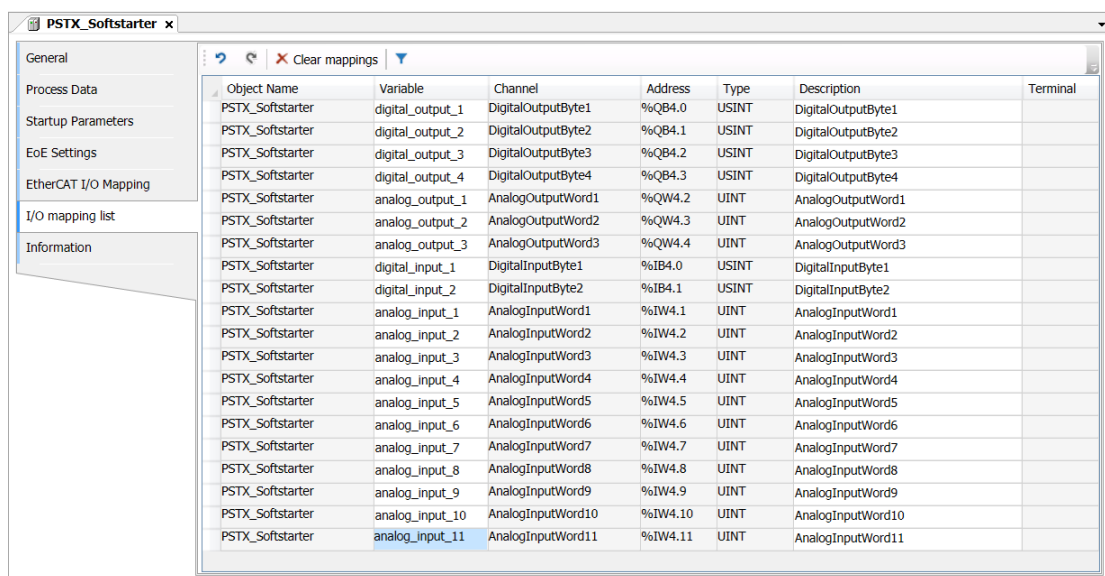 PSTX_Softstarter x
General
Process Data
Startup Parameters
EoE Settings
EtherCAT I/O Mapping
I/O mapping list
Information
Clear mappings
Object Name Variable Channel Address Type Description Terminal
PSTX_Softstarter digital_output_1 DigitalOutputByte1 %QB4.0 USINT DigitalOutputByte1
PSTX_Softstarter digital_output_2 DigitalOutputByte2 %QB4.1 USINT DigitalOutputByte2
PSTX_Softstarter digital_output_3 DigitalOutputByte3 %QB4.2 USINT DigitalOutputByte3
PSTX_Softstarter digital_output_4 DigitalOutputByte4 %QB4.3 USINT DigitalOutputByte4
PSTX_Softstarter analog_output_1 AnalogOutputWord1 %QW4.2 UINT AnalogOutputWord1
PSTX_Softstarter analog_output_2 AnalogOutputWord2 %QW4.3 UINT AnalogOutputWord2
PSTX_Softstarter analog_output_3 AnalogOutputWord3 %QW4.4 UINT AnalogOutputWord3
PSTX_Softstarter digital_input_1 DigitalInputByte1 %IB4.0 USINT DigitalInputByte1
PSTX_Softstarter digital_input_2 DigitalInputByte2 %IB4.1 USINT DigitalInputByte2
PSTX_Softstarter analog_input_1 AnalogInputWord1 %IW4.1 UINT AnalogInputWord1
PSTX_Softstarter analog_input_2 AnalogInputWord2 %IW4.2 UINT AnalogInputWord2
PSTX_Softstarter analog_input_3 AnalogInputWord3 %IW4.3 UINT AnalogInputWord3
PSTX_Softstarter analog_input_4 AnalogInputWord4 %IW4.4 UINT AnalogInputWord4
PSTX_Softstarter analog_input_5 AnalogInputWord5 %IW4.5 UINT AnalogInputWord5
PSTX_Softstarter analog_input_6 AnalogInputWord6 %IW4.6 UINT AnalogInputWord6
PSTX_Softstarter analog_input_7 AnalogInputWord7 %IW4.7 UINT AnalogInputWord7
PSTX_Softstarter analog_input_8 AnalogInputWord8 %IW4.8 UINT AnalogInputWord8
PSTX_Softstarter analog_input_9 AnalogInputWord9 %IW4.9 UINT AnalogInputWord9
PSTX_Softstarter analog_input_10 AnalogInputWord10 %IW4.10 UINT AnalogInputWord10
PSTX_Softstarter analog_input_11 AnalogInputWord11 %IW4.11 UINT AnalogInputWord11